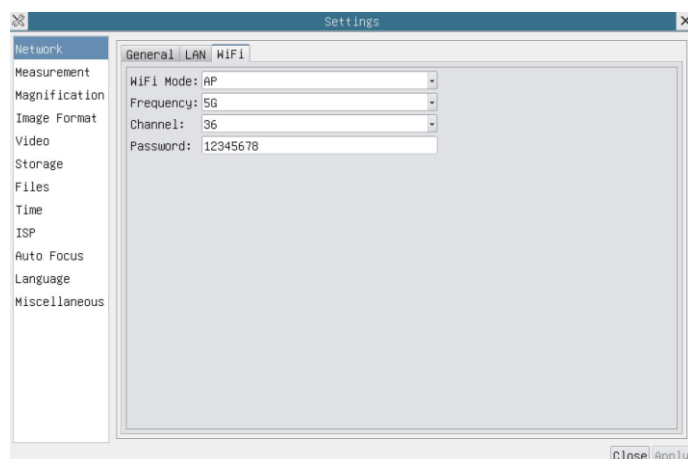 Settings
Network
Measurement
Magnification
Image Format
Video
Storage
Files
Time
ISP
Auto Focus
Language
Miscellaneous
General LAN WiFi
WiFi Mode: AP
Frequency: 5G
Channel: 36
Password: 12345678
Close Apply